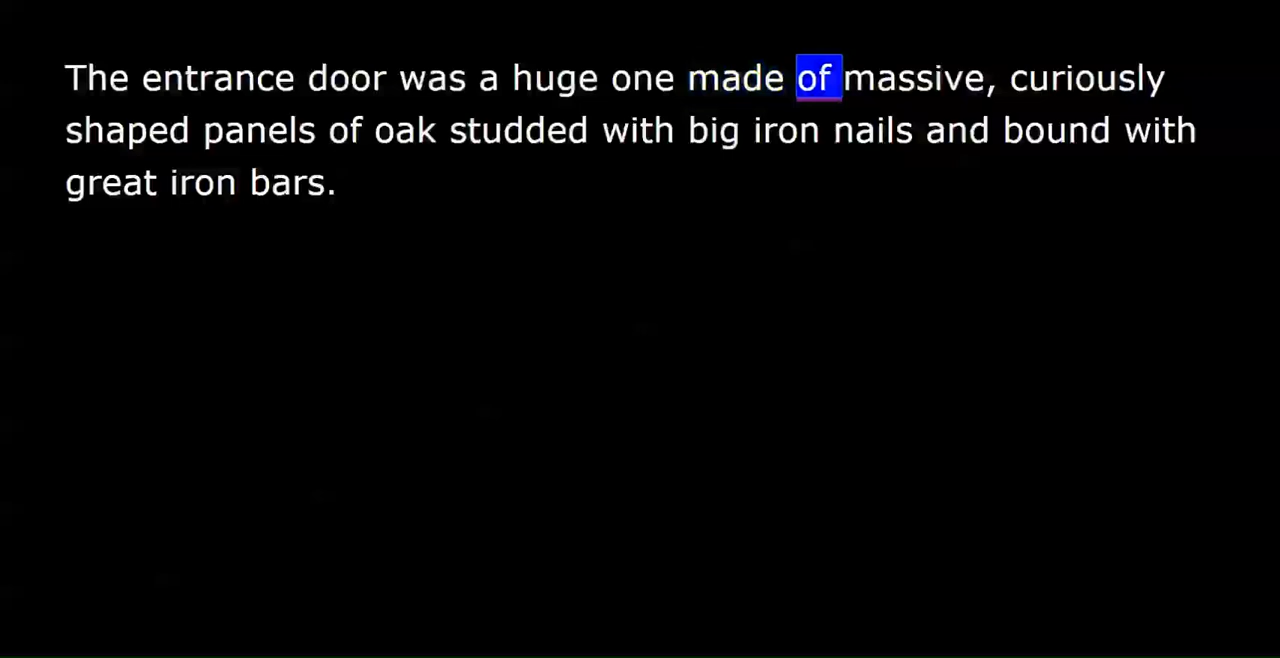 The entrance door was a huge one made of massive, curiously
shaped panels of oak studded with big iron nails and bound with
great iron bars.